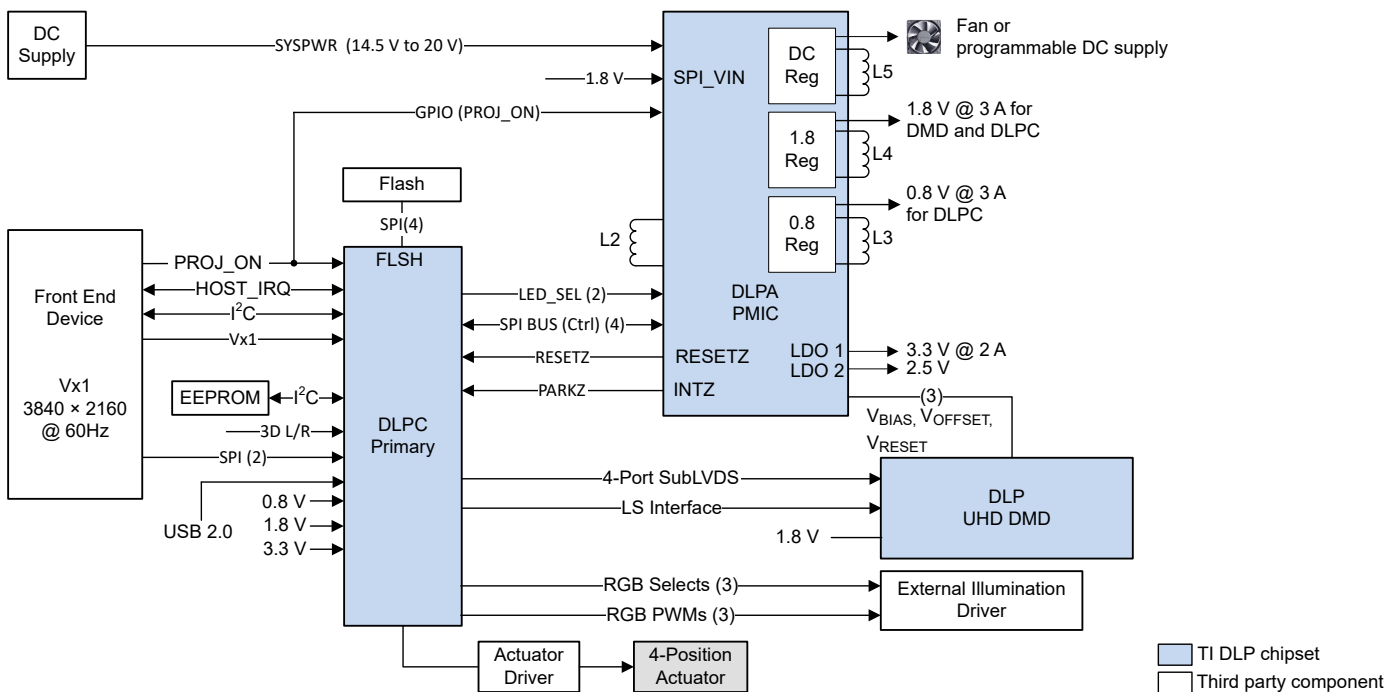 DC
Supply
SYSPWR (14.5 V to 20 V)
1.8 V
SPI_VIN
GPIO (PROJ_ON)
DC
Reg
L5
Fan or
programmable DC supply
1.8
Reg
L4
1.8 V @ 3 A for
DMD and DLPC
0.8
Reg
L3
0.8 V @ 3 A
for DLPC
L2
DLPA
PMIC
Flash
SPI(4)
FLSH
Front End
Device
Vx1
3840 × 2160
@ 60Hz
PROJ_ON
HOST_IRQ
I²C
Vx1
EEPROM
I²C
3D L/R
SPI (2)
USB 2.0
0.8 V
1.8 V
3.3 V
DLPC
Primary
LED_SEL (2)
SPI BUS (Ctrl) (4)
RESETZ
RESETZ
PARKZ
INTZ
LDO 1
3.3 V @ 2 A
LDO 2
2.5 V
(3)
VBIAS, VOFFSET,
VRESET
4-Port SubLVDS
LS Interface
1.8 V
DLP
UHD DMD
RGB Selects (3)
RGB PWMs (3)
External Illumination
Driver
Actuator
Driver
4-Position
Actuator
TI DLP chipset
Third party component